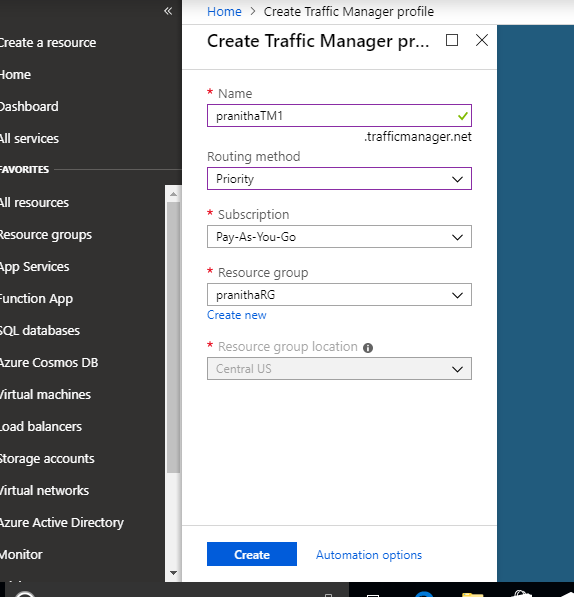 «
Create a resource
Home
Dashboard
All services
FAVORITES
All resources
Resource groups
App Services
Function App
SQL databases
Azure Cosmos DB
Virtual machines
Load balancers
Storage accounts
Virtual networks
Azure Active Directory
Monitor
Home > Create Traffic Manager profile
Create Traffic Manager pr...
* Name
pranithaTM1
.trafficmanager.net
Routing method
Priority
* Subscription
Pay-As-You-Go
* Resource group
pranithaRG
Create new
* Resource group location
Central US
Create
Automation options